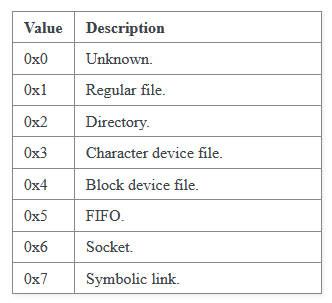 Value Description
0x0 Unknown.
0x1 Regular file.
0x2 Directory.
0x3 Character device file.
0x4 Block device file.
0x5 FIFO.
0x6 Socket.
0x7 Symbolic link.